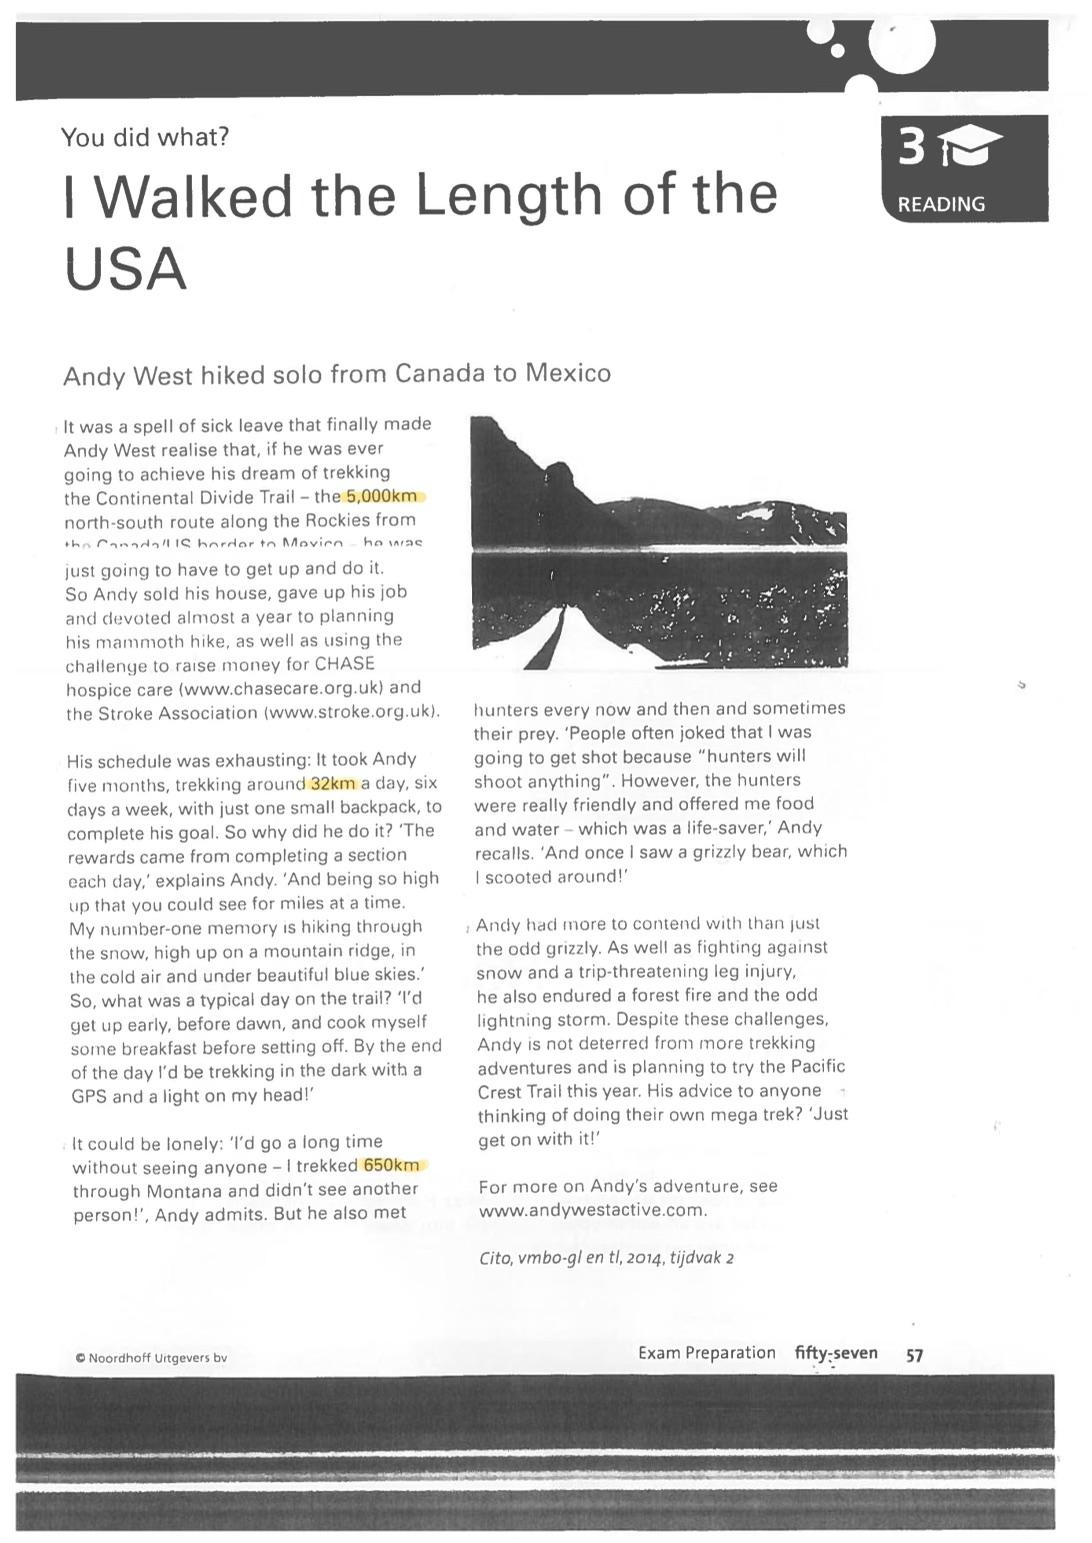 You did what?
I Walked the Length of the
USA
3
READING
Andy West hiked solo from Canada to Mexico
It was a spell of sick leave that finally made
Andy West realise that, if he was ever
going to achieve his dream of trekking
the Continental Divide Trail – the 5,000km
north-south route along the Rockies from
the Canada/US border to Mexico – he was
just going to have to get up and do it.
So Andy sold his house, gave up his job
and devoted almost a year to planning
his mammoth hike, as well as using the
challenge to raise money for CHASE
hospice care (www.chasecare.org.uk) and
the Stroke Association (www.stroke.org.uk).
His schedule was exhausting: It took Andy
five months, trekking around 32km a day, six
days a week, with just one small backpack, to
complete his goal. So why did he do it? 'The
rewards came from completing a section
each day,' explains Andy. 'And being so high
up that you could see for miles at a time.
My number-one memory is hiking through
the snow, high up on a mountain ridge, in
the cold air and under beautiful blue skies.'
So, what was a typical day on the trail? 'I'd
get up early, before dawn, and cook myself
some breakfast before setting off. By the end
of the day I'd be trekking in the dark with a
GPS and a light on my head!'
It could be lonely: 'I'd go a long time
without seeing anyone – I trekked 650km
through Montana and didn't see another
person!', Andy admits. But he also met
hunters every now and then and sometimes
their prey. 'People often joked that I was
going to get shot because "hunters will
shoot anything". However, the hunters
were really friendly and offered me food
and water – which was a life-saver,' Andy
recalls. 'And once I saw a grizzly bear, which
I scooted around!'
Andy had more to contend with than just
the odd grizzly. As well as fighting against
snow and a trip-threatening leg injury,
he also endured a forest fire and the odd
lightning storm. Despite these challenges,
Andy is not deterred from more trekking
adventures and is planning to try the Pacific
Crest Trail this year. His advice to anyone
thinking of doing their own mega trek? 'Just
get on with it!'
For more on Andy's adventure, see
www.andywestactive.com.
Cito, vmbo-gl en tl, 2014, tijdvak 2
© Noordhoff Uitgevers bv
Exam Preparation fifty-seven 57